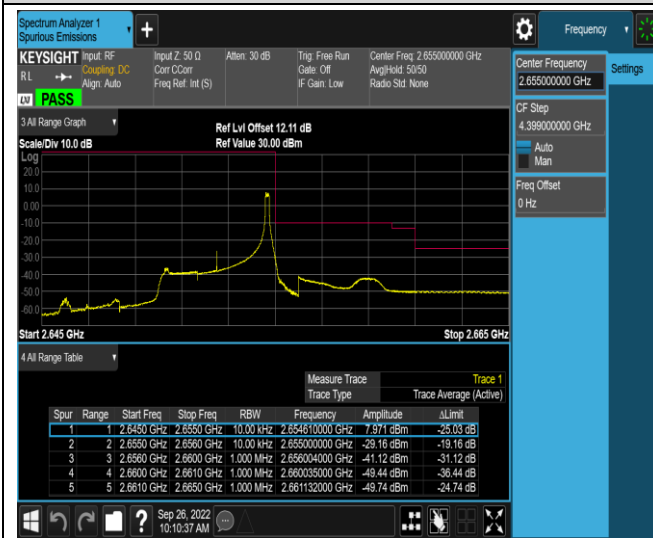 Spectrum Analyzer 1
Spurious Emissions
+
Frequency
KEYSIGHT
Input: RF
Coupling: DC
Align: Auto
Input Z: 50 Ω
Corr CCorr
Freq Ref: Int (S)
Atten: 30 dB
Trig: Free Run
Gate: Off
IF Gain: Low
Center Freq: 2.655000000 GHz
Avg|Hold: 50/50
Radio Std: None
R L
LXI
PASS
Center Frequency
2.655000000 GHz
Settings
CF Step
4.399000000 GHz
Auto
Man
Freq Offset
0 Hz
3 All Range Graph
Ref Lvl Offset 12.11 dB
Scale/Div 10.0 dB
Ref Value 30.00 dBm
Log
20.0
10.0
0.00
-10.0
-20.0
-30.0
-40.0
-50.0
-60.0
Start 2.645 GHz
Stop 2.665 GHz
4 All Range Table
Measure Trace Trace 1
Trace Type Trace Average (Active)
Spur Range Start Freq Stop Freq RBW Frequency Amplitude ΔLimit
1 1 2.6450 GHz 2.6550 GHz 10.00 kHz 2.654610000 GHz 7.971 dBm -25.03 dB
2 2 2.6550 GHz 2.6560 GHz 10.00 kHz 2.655000000 GHz -29.16 dBm -19.16 dB
3 3 2.6560 GHz 2.6600 GHz 1.000 MHz 2.656004000 GHz -41.12 dBm -31.12 dB
4 4 2.6600 GHz 2.6610 GHz 1.000 MHz 2.660035000 GHz -49.44 dBm -36.44 dB
5 5 2.6610 GHz 2.6650 GHz 1.000 MHz 2.661132000 GHz -49.74 dBm -24.74 dB
?
Sep 26, 2022
10:10:37 AM